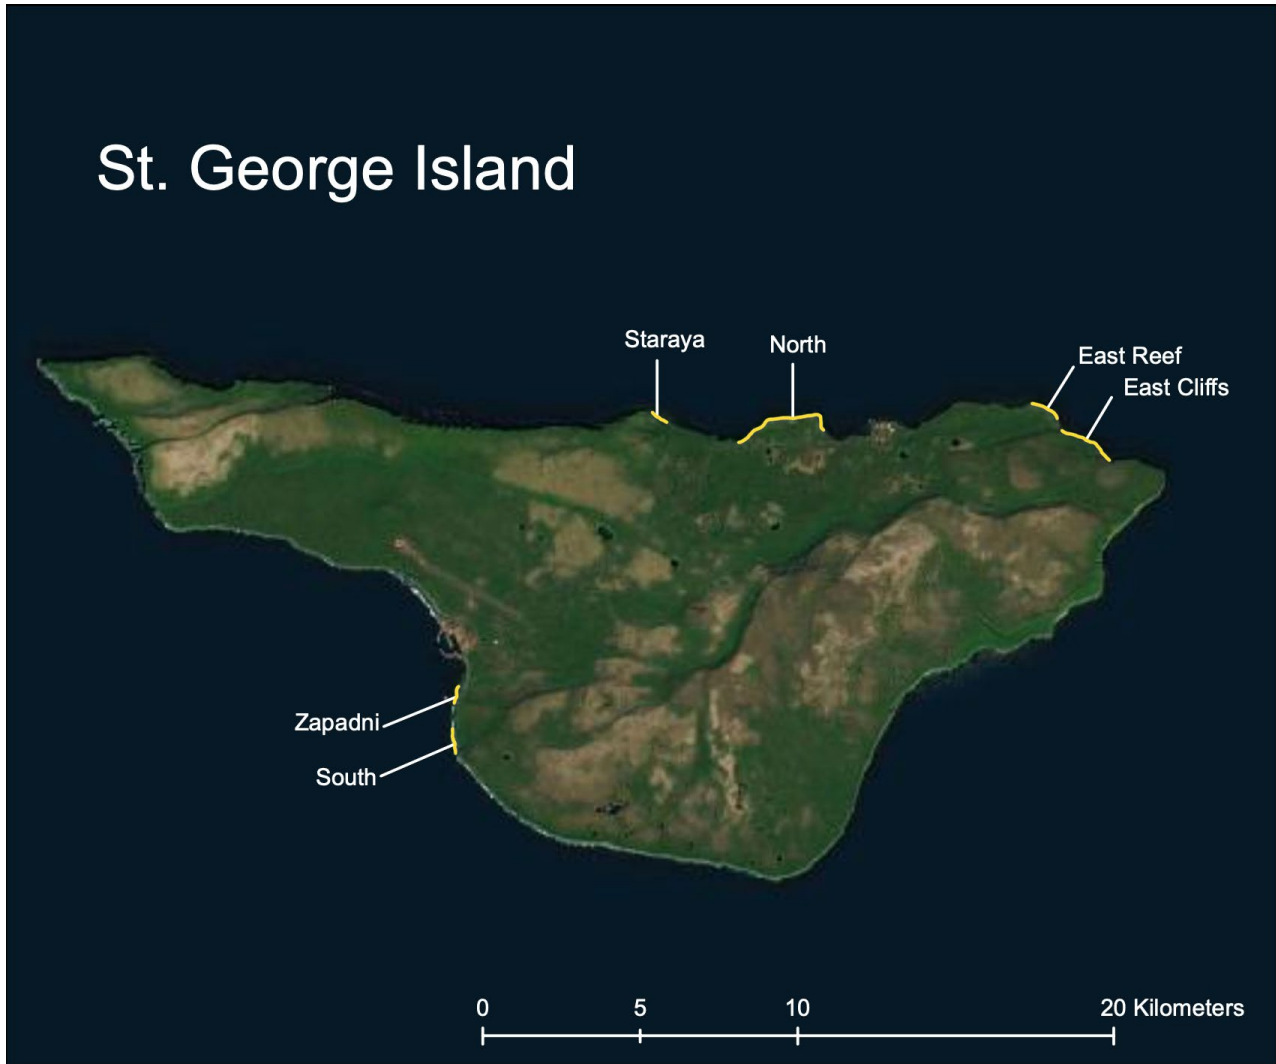 St. George Island
Staraya
North
East Reef
East Cliffs
Zapadni
South
0 5 10 20 Kilometers